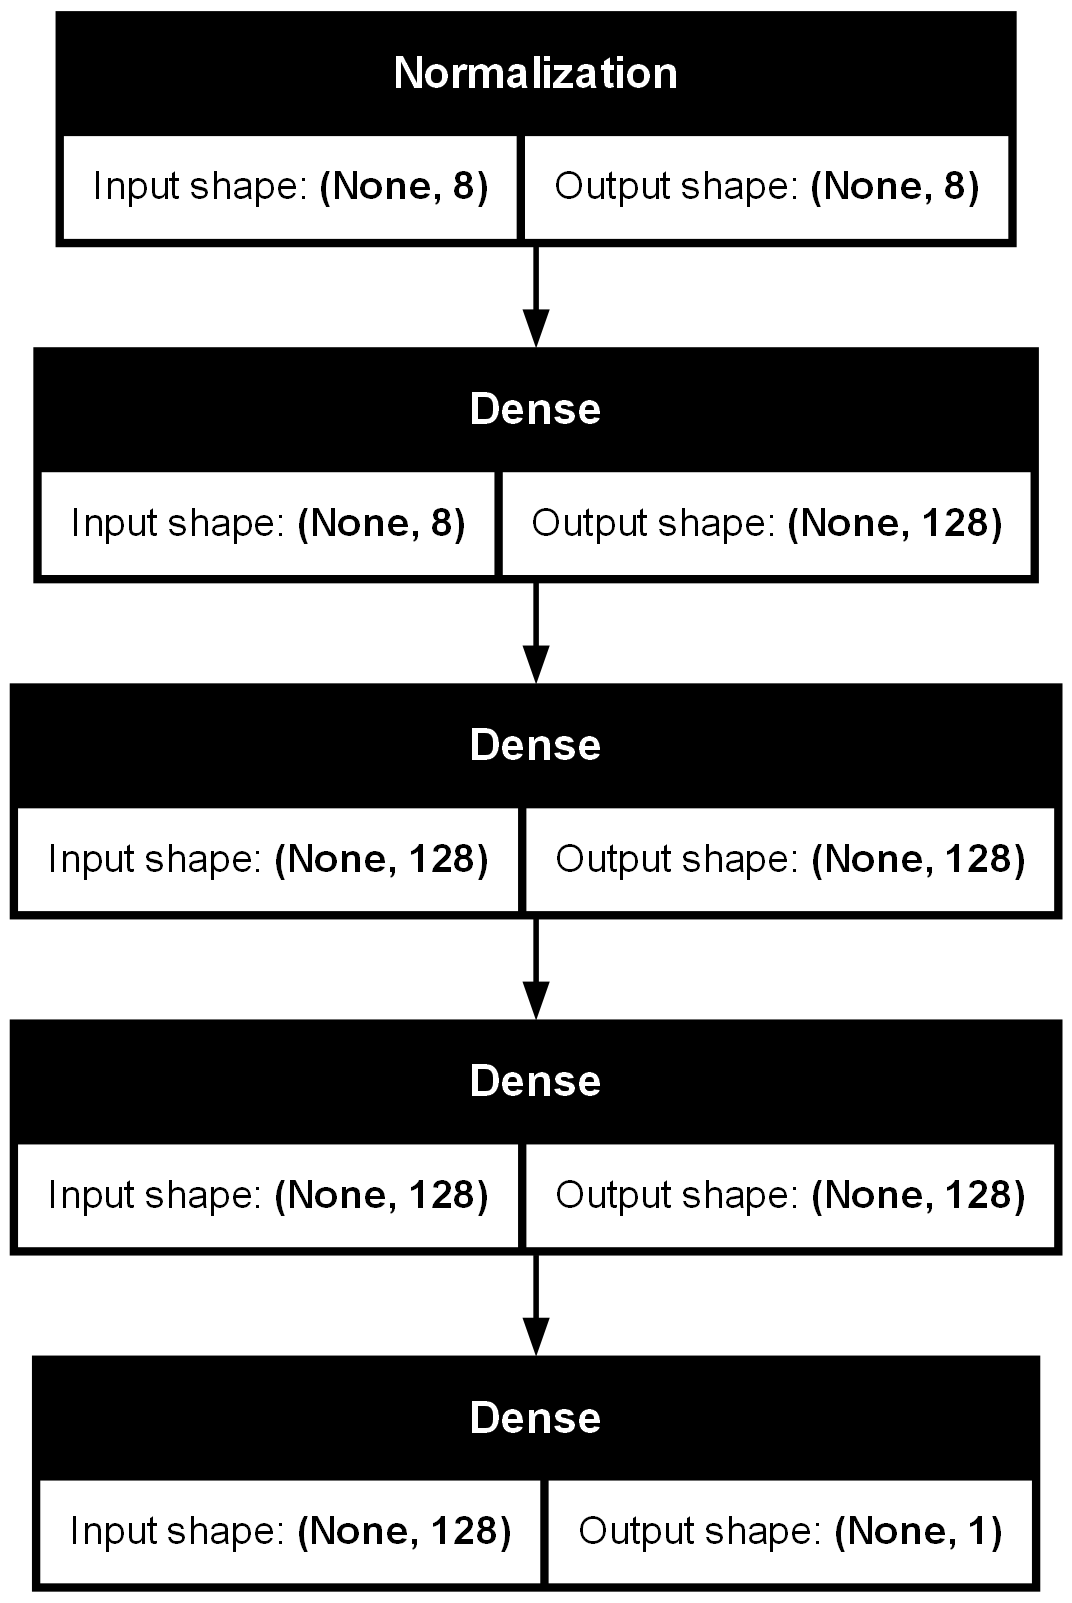 Normalization
Input shape: (None, 8) Output shape: (None, 8)
Dense
Input shape: (None, 8) Output shape: (None, 128)
Dense
Input shape: (None, 128) Output shape: (None, 128)
Dense
Input shape: (None, 128) Output shape: (None, 128)
Dense
Input shape: (None, 128) Output shape: (None, 1)